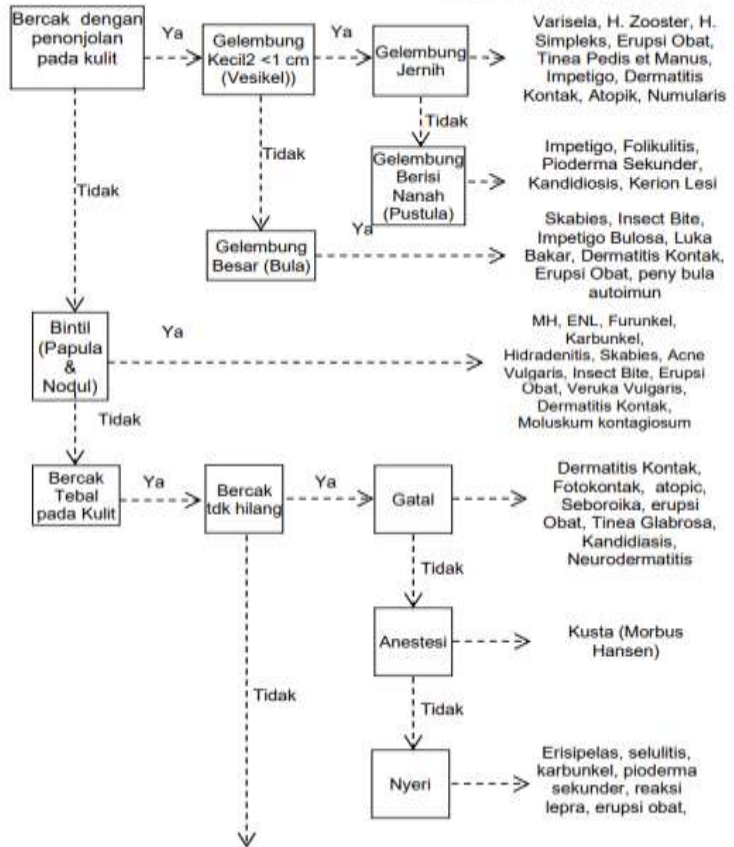 Bercak dengan
penonjolan
pada kulit
Ya
Gelembung
Kecil2 <1 cm
(Vesikel))
Ya
Gelembung
Jernih
Varisela, H. Zooster, H.
Simpleks, Erupsi Obat,
Tinea Pedis et Manus,
Impetigo, Dermatitis
Kontak, Atopik, Numularis
Tidak
Tidak
Tidak
Gelembung
Berisi
Nanah
(Pustula)
Impetigo, Folikulitis,
Pioderma Sekunder,
Kandidiosis, Kerion Lesi
Gelembung
Besar (Bula)
Ya
Skabies, Insect Bite,
Impetigo Bulosa, Luka
Bakar, Dermatitis Kontak,
Erupsi Obat, peny bula
autoimun
Bintil
(Papula
&
Nodul)
Ya
MH, ENL, Furunkel,
Karbunkel,
Hidradenitis, Skabies, Acne
Vulgaris, Insect Bite, Erupsi
Obat, Veruka Vulgaris,
Dermatitis Kontak,
Moluskum kontagiosum
Tidak
Bercak
Tebal
pada Kulit
Ya
Bercak
tdk hilang
Ya
Gatal
Dermatitis Kontak,
Fotokontak, atopic,
Seboroika, erupsi
Obat, Tinea Glabrosa,
Kandidiasis,
Neurodermatitis
Tidak
Anestesi
Kusta (Morbus
Hansen)
Tidak
Tidak
Nyeri
Erisipelas, selulitis,
karbunkel, pioderma
sekunder, reaksi
lepra, erupsi obat,